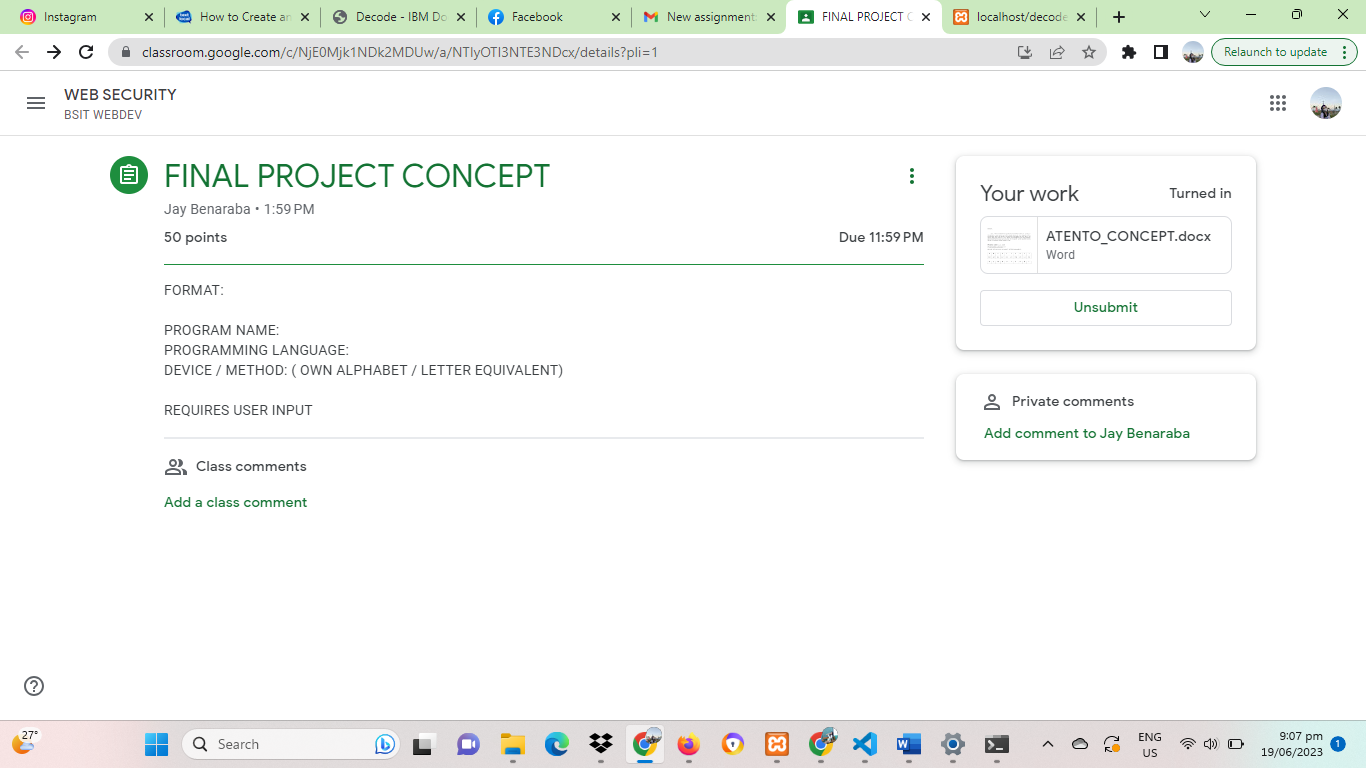 Instagram
How to Create an
Decode - IBM Do
Facebook
New assignment:
FINAL PROJECT C
localhost/decode
classroom.google.com/c/NjE0Mjk1NDk2MDUw/a/NTIyOTI3NTE3NDcx/details?pli=1
Relaunch to update
WEB SECURITY
BSIT WEBDEV
FINAL PROJECT CONCEPT
Jay Benaraba • 1:59 PM
50 points
Due 11:59 PM
FORMAT:
PROGRAM NAME:
PROGRAMMING LANGUAGE:
DEVICE / METHOD: ( OWN ALPHABET / LETTER EQUIVALENT)
REQUIRES USER INPUT
Class comments
Add a class comment
Your work
Turned in
ATENTO_CONCEPT.docx
Word
Unsubmit
Private comments
Add comment to Jay Benaraba
27°
Search
ENG
US
9:07 pm
19/06/2023
1